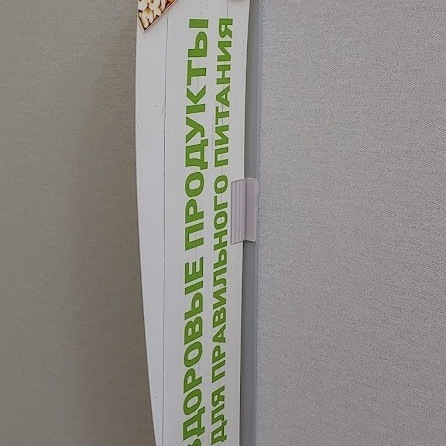 ЗДОРОВЫЕ ПРОДУКТЫ
ДЛЯ ПРАВИЛЬНОГО ПИТАНИЯ